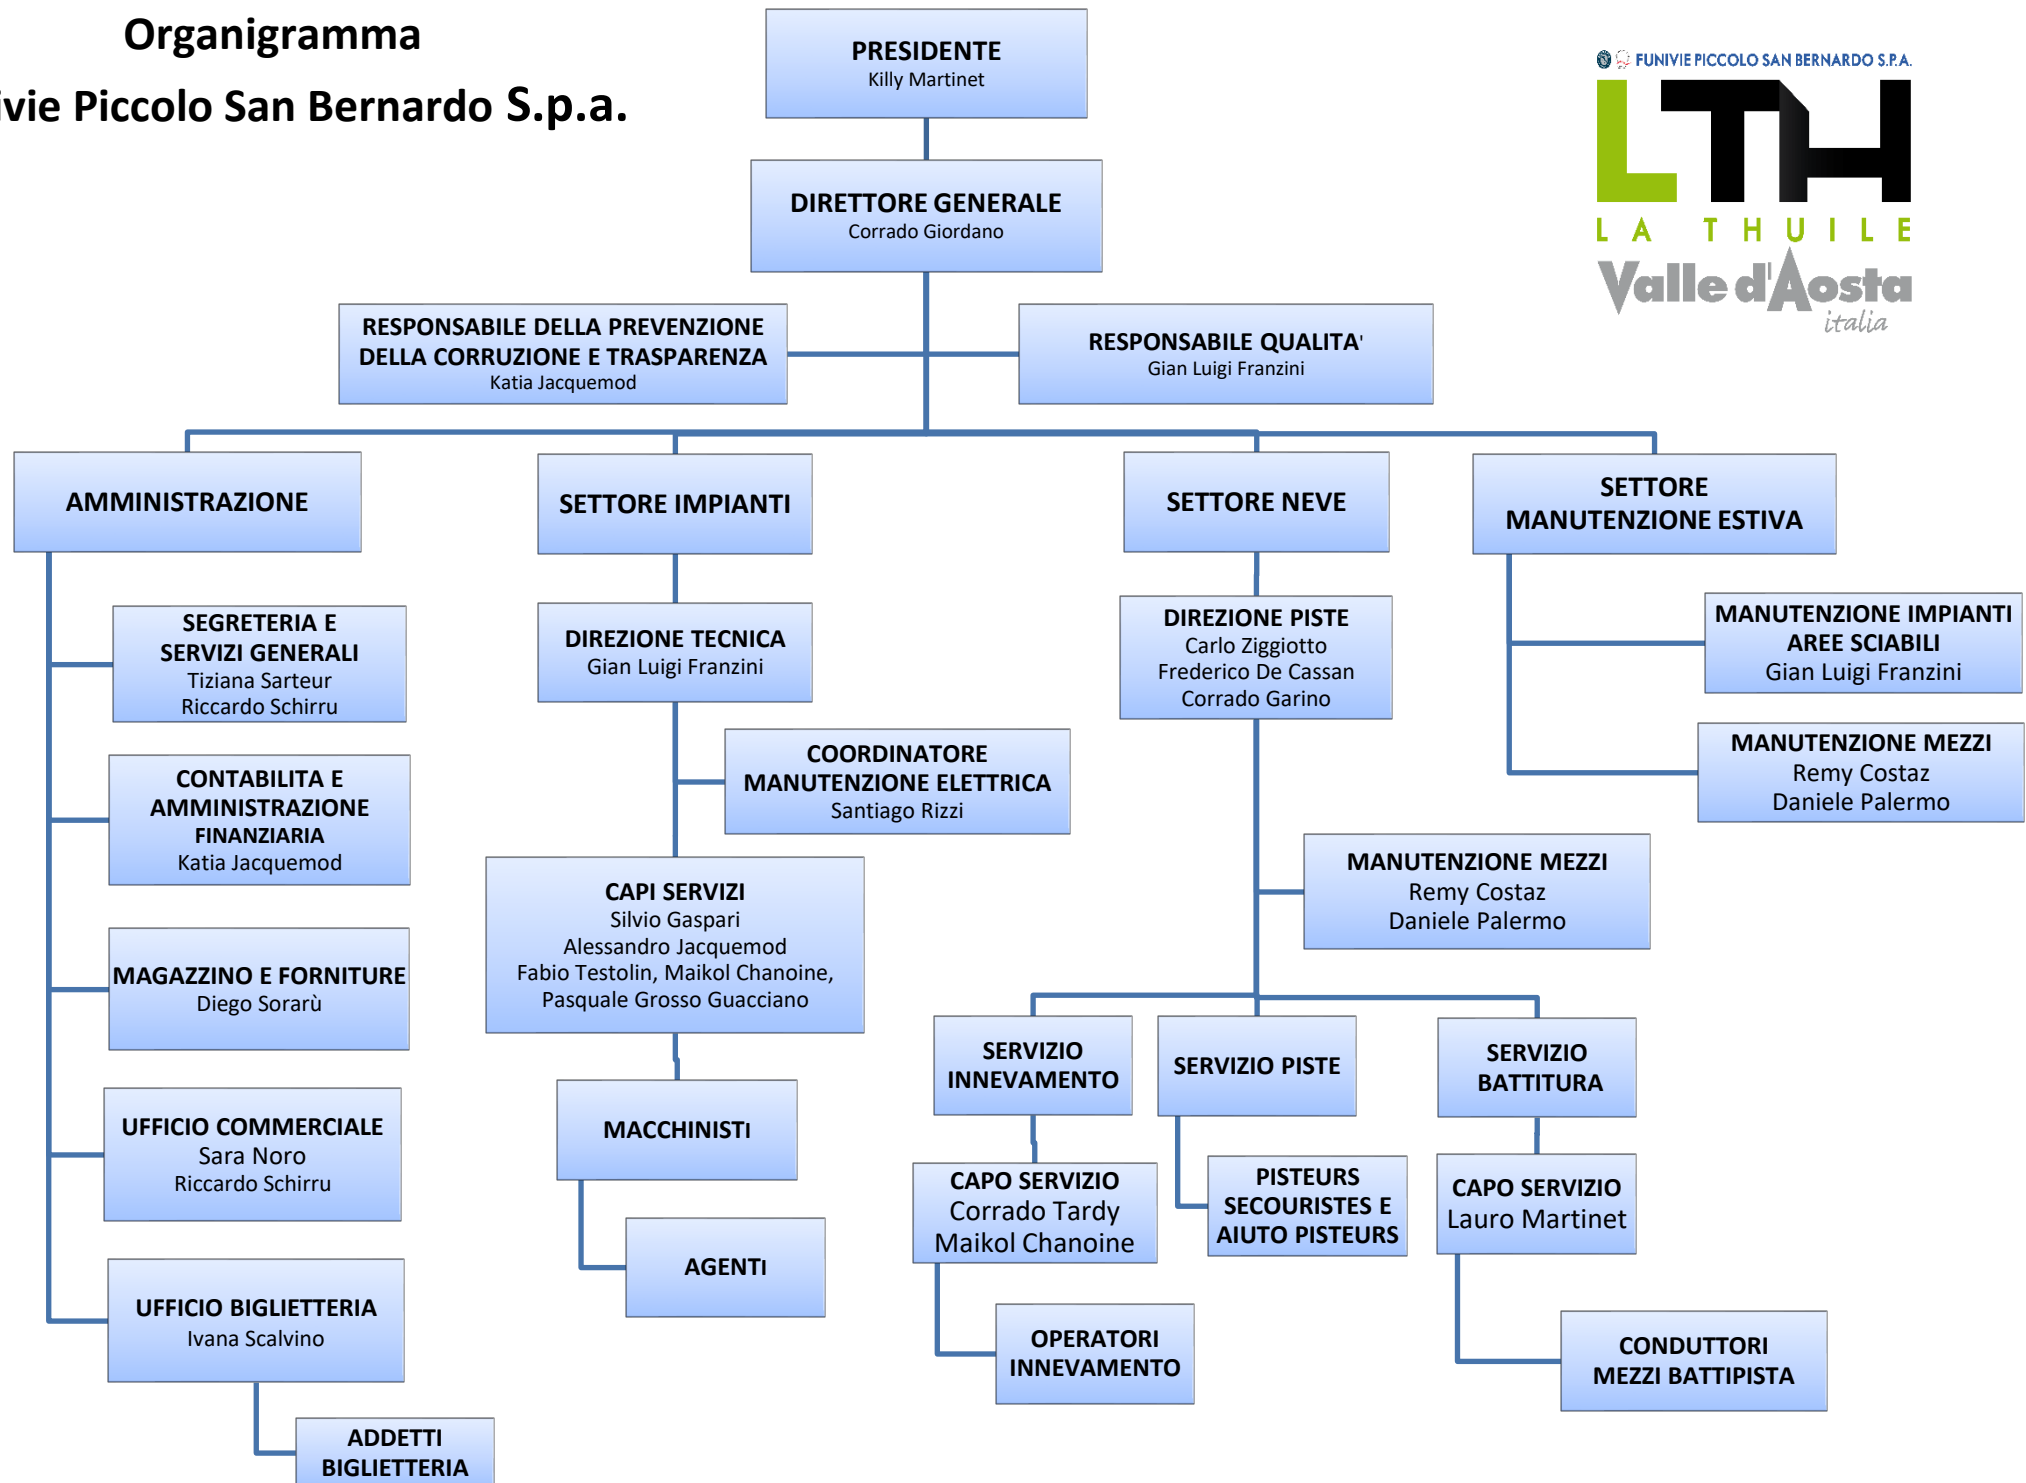 Organigramma
ivie Piccolo San Bernardo S.p.a.
PRESIDENTE
Killy Martinet
FUNIVIE PICCOLO SAN BERNARDO S.P.A.
LTH
LA THUILE
Valle d'Aosta
italia
DIRETTORE GENERALE
Corrado Giordano
RESPONSABILE DELLA PREVENZIONE
DELLA CORRUZIONE E TRASPARENZA
Katia Jacquemod
RESPONSABILE QUALITA'
Gian Luigi Franzini
AMMINISTRAZIONE
SETTORE IMPIANTI
SETTORE NEVE
SETTORE
MANUTENZIONE ESTIVA
SEGRETERIA E
SERVIZI GENERALI
Tiziana Sarteur
Riccardo Schirru
CONTABILITA E
AMMINISTRAZIONE
FINANZIARIA
Katia Jacquemod
MAGAZZINO E FORNITURE
Diego Sorarù
UFFICIO COMMERCIALE
Sara Noro
Riccardo Schirru
UFFICIO BIGLIETTERIA
Ivana Scalvino
ADDETTI
BIGLIETTERIA
DIREZIONE TECNICA
Gian Luigi Franzini
COORDINATORE
MANUTENZIONE ELETTRICA
Santiago Rizzi
CAPI SERVIZI
Silvio Gaspari
Alessandro Jacquemod
Fabio Testolin, Maikol Chanoine,
Pasquale Grosso Guacciano
MACCHINISTI
AGENTI
DIREZIONE PISTE
Carlo Ziggiotto
Frederico De Cassan
Corrado Garino
MANUTENZIONE MEZZI
Remy Costaz
Daniele Palermo
SERVIZIO
INNEVAMENTO
CAPO SERVIZIO
Corrado Tardy
Maikol Chanoine
OPERATORI
INNEVAMENTO
SERVIZIO PISTE
PISTEURS
SECOURISTES E
AIUTO PISTEURS
SERVIZIO
BATTITURA
CAPO SERVIZIO
Lauro Martinet
CONDUTTORI
MEZZI BATTIPISTA
MANUTENZIONE IMPIANTI
AREE SCIABILI
Gian Luigi Franzini
MANUTENZIONE MEZZI
Remy Costaz
Daniele Palermo